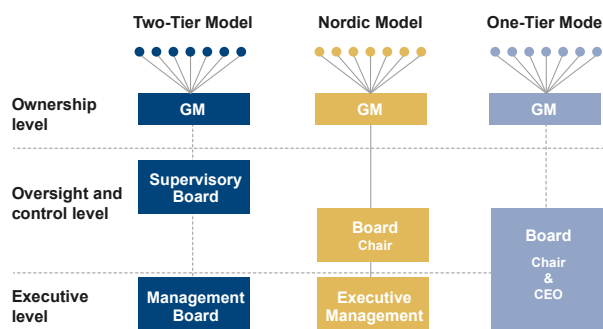 Two-Tier Model
Nordic Model
One-Tier Mode
Ownership
level
GM
GM
GM
Oversight and
control level
Supervisory
Board
Board
Chair
Board
Chair
&
CEO
Executive
level
Management
Board
Executive
Management